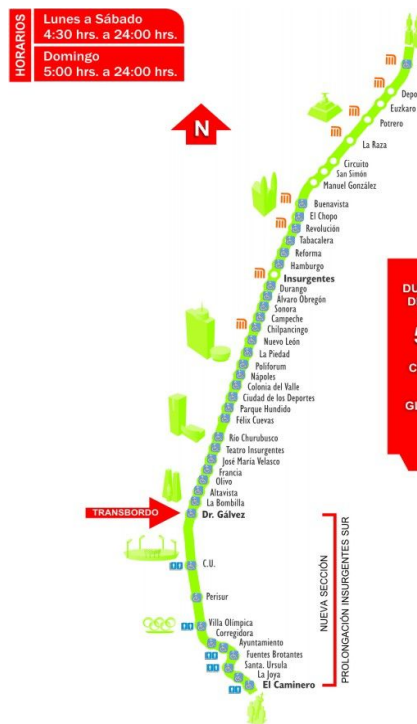 HORARIOS
Lunes a Sábado
4:30 hrs. a 24:00 hrs.
Domingo
5:00 hrs. a 24:00 hrs.
N
Depo
Euzkaro
Potrero
La Raza
Circuito
San Simón
Manuel González
Buenavista
El Chopo
Revolución
Tabacalera
Reforma
Hamburgo
Insurgentes
Durango
Álvaro Obregón
Sonora
Campeche
Chilpancingo
Nuevo León
La Piedad
Poliforum
Nápoles
Colonia del Valle
Ciudad de los Deportes
Parque Hundido
Félix Cuevas
Río Churubusco
Teatro Insurgentes
José María Velasco
Francia
Olivo
Altavista
La Bombilla
TRANSBORDO
Dr. Gálvez
C.U.
Perisur
Villa Olímpica
Corregidora
Ayuntamiento
Fuentes Brotantes
Santa. Ursula
La Joya
El Caminero
NUEVA SECCIÓN
PROLONGACIÓN INSURGENTES SUR
DU
D
5
C
GE